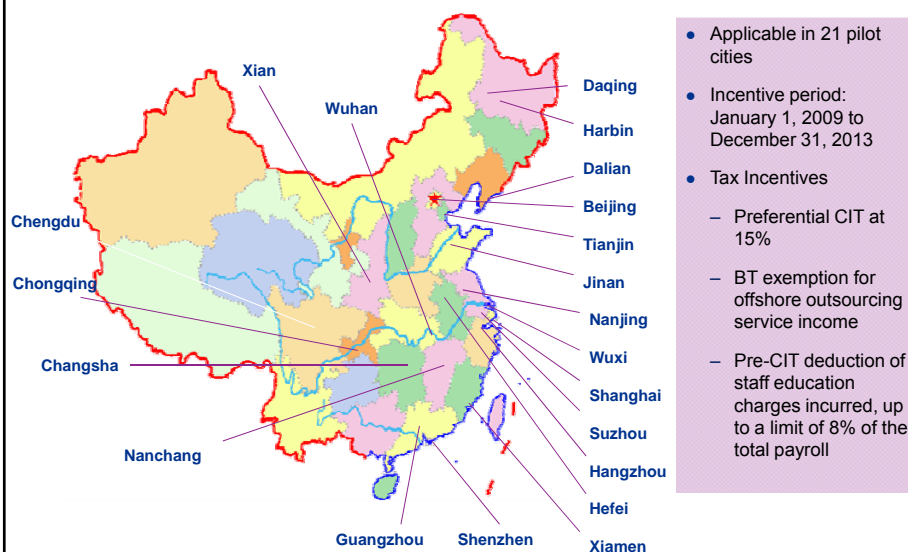 Xian
Wuhan
Chengdu
Chongqing
Changsha
Nanchang
Guangzhou
Shenzhen
Daqing
Harbin
Dalian
Beijing
Tianjin
Jinan
Nanjing
Wuxi
Shanghai
Suzhou
Hangzhou
Hefei
Xiamen
● Applicable in 21 pilot
cities
● Incentive period:
January 1, 2009 to
December 31, 2013
● Tax Incentives
– Preferential CIT at
15%
– BT exemption for
offshore outsourcing
service income
– Pre-CIT deduction of
staff education
charges incurred, up
to a limit of 8% of the
total payroll